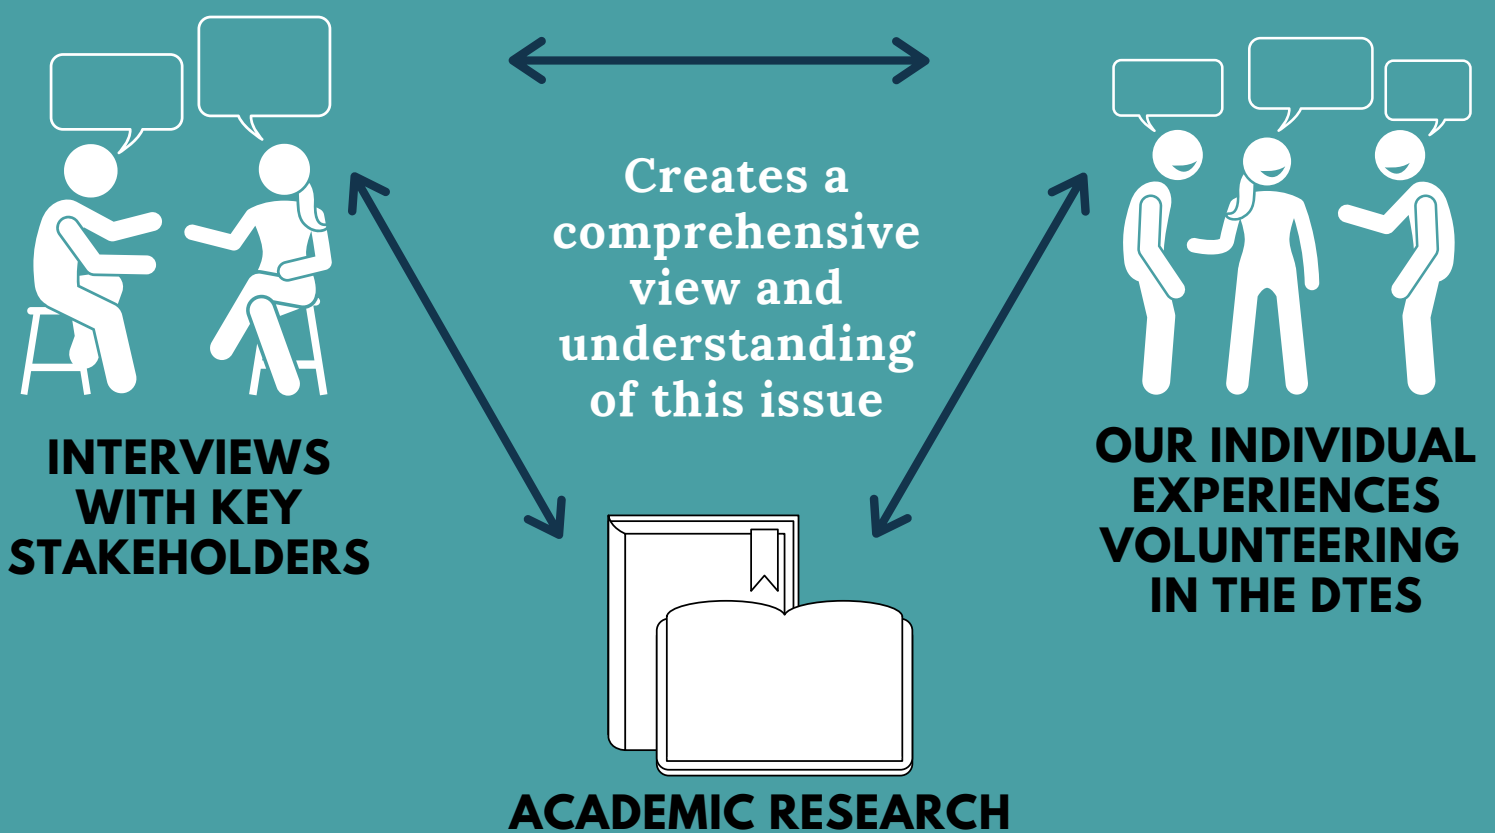 Creates a
comprehensive
view and
understanding
of this issue
INTERVIEWS
WITH KEY
STAKEHOLDERS
OUR INDIVIDUAL
EXPERIENCES
VOLUNTEERING
IN THE DTES
ACADEMIC RESEARCH